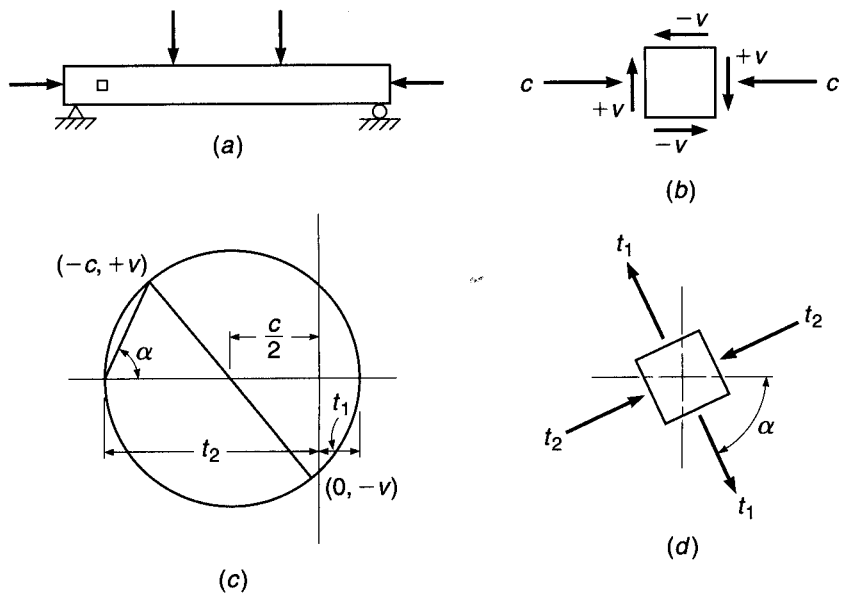 (a)
−v
c
+v
+v
c
−v
(b)
(−c, +v)
α
c
2
t1
t2
(0, −v)
(c)
t1
t2
t2
α
t1
(d)